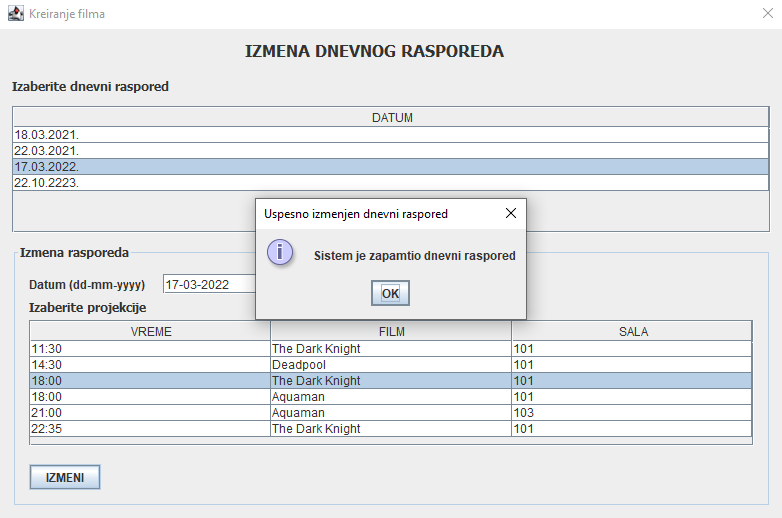 Kreiranje filma
IZMENA DNEVNOG RASPOREDA
Izaberite dnevni raspored
DATUM
18.03.2021.
22.03.2021.
17.03.2022.
22.10.2223.
Uspesno izmenjen dnevni raspored
Sistem je zapamtio dnevni raspored
OK
Izmena rasporeda
Datum (dd-mm-yyyy) 17-03-2022
Izaberite projekcije
VREME FILM SALA
11:30 The Dark Knight 101
14:30 Deadpool 101
18:00 The Dark Knight 101
18:00 Aquaman 101
21:00 Aquaman 103
22:35 The Dark Knight 101
IZMENI